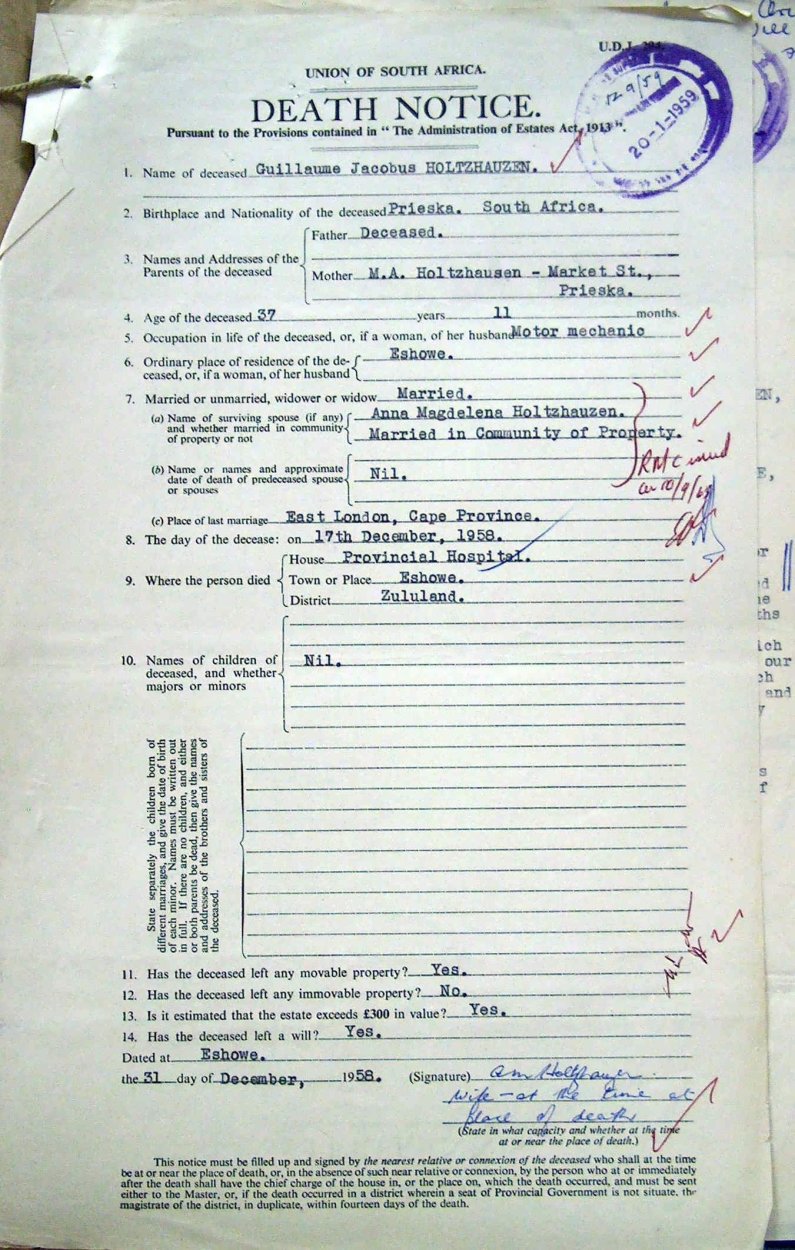 U.D.J.
UNION OF SOUTH AFRICA.
DEATH NOTICE.
Pursuant to the Provisions contained in "The Administration of Estates Act, 1913".
12-9/59
20-1-1959
1. Name of deceased Guillaume Jacobus HOLTZHAUZEN.
2. Birthplace and Nationality of the deceased Prieska. South Africa.
3. Names and Addresses of the Parents of the deceased
Father Deceased.
Mother M.A. Holtzhausen - Market St.,
Prieska.
4. Age of the deceased 37 years 11 months.
5. Occupation in life of the deceased, or, if a woman, of her husband Motor mechanic
6. Ordinary place of residence of the de-
ceased, or, if a woman, of her husband
Eshowe.
7. Married or unmarried, widower or widow Married.
(a) Name of surviving spouse (if any)
and whether married in community
of property or not
Anna Magdelena Holtzhauzen.
Married in Community of Property.
(b) Name or names and approximate
date of death of predeceased spouse
or spouses
Nil.
(c) Place of last marriage East London, Cape Province.
8. The day of the decease: on 17th December, 1958.
9. Where the person died
House Provincial Hospital.
Town or Place Eshowe.
District Zululand.
10. Names of children of
deceased, and whether
majors or minors
Nil.
State separately the children born of
different marriages, and give the date of birth
of each minor. Names must be written out
in full. If there are no children, and either
or both parents be dead, then give the names
and addresses of the brothers and sisters of
the deceased.
11. Has the deceased left any movable property? Yes.
12. Has the deceased left any immovable property? No.
13. Is it estimated that the estate exceeds £300 in value? Yes.
14. Has the deceased left a will? Yes.
Dated at Eshowe.
the 31 day of December, 1958. (Signature) AM Holtzhauzen
wife - at the time at
place of death
(State in what capacity and whether at the time
at or near the place of death.)
This notice must be filled up and signed by the nearest relative or connexion of the deceased who shall at the time
be at or near the place of death, or, in the absence of such near relative or connexion, by the person who at or immediately
after the death shall have the chief charge of the house in, or the place on, which the death occurred, and must be sent
either to the Master, or, if the death occurred in a district wherein a seat of Provincial Government is not situate, the
magistrate of the district, in duplicate, within fourteen days of the death.